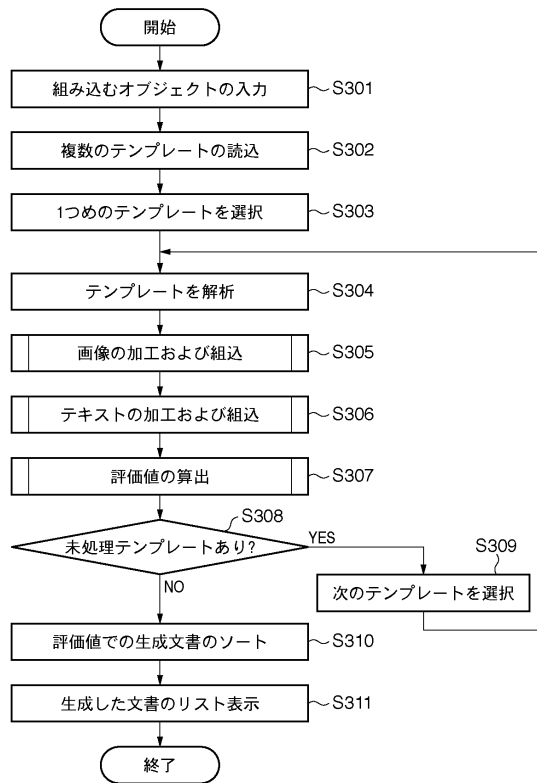 開始
組み込むオブジェクトの入力
S301
複数のテンプレートの読込
S302
1つめのテンプレートを選択
S303
テンプレートを解析
S304
画像の加工および組込
S305
テキストの加工および組込
S306
評価値の算出
S307
S308
未処理テンプレートあり?
YES
NO
S309
次のテンプレートを選択
評価値での生成文書のソート
S310
生成した文書のリスト表示
S311
終了